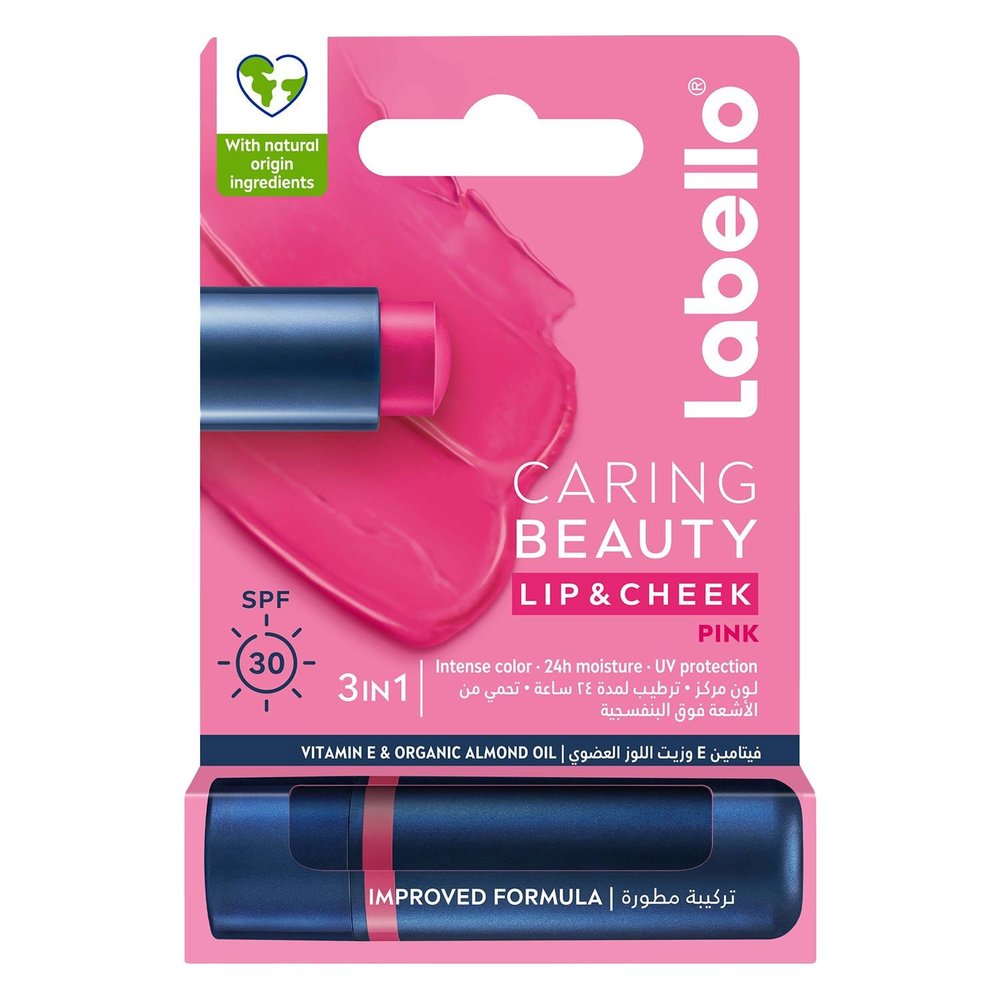 With natural
origin
ingredients
Labello®
CARING
BEAUTY
LIP & CHEEK
PINK
SPF
30
3IN1
Intense color · 24h moisture · UV protection
لون مركز • ترطيب لمدة ٢٤ ساعة • تحمي من
الأشعة فوق البنفسجية
VITAMIN E & ORGANIC ALMOND OIL | فيتامين E وزيت اللوز العضوي
IMPROVED FORMULA | تركيبة مطورة